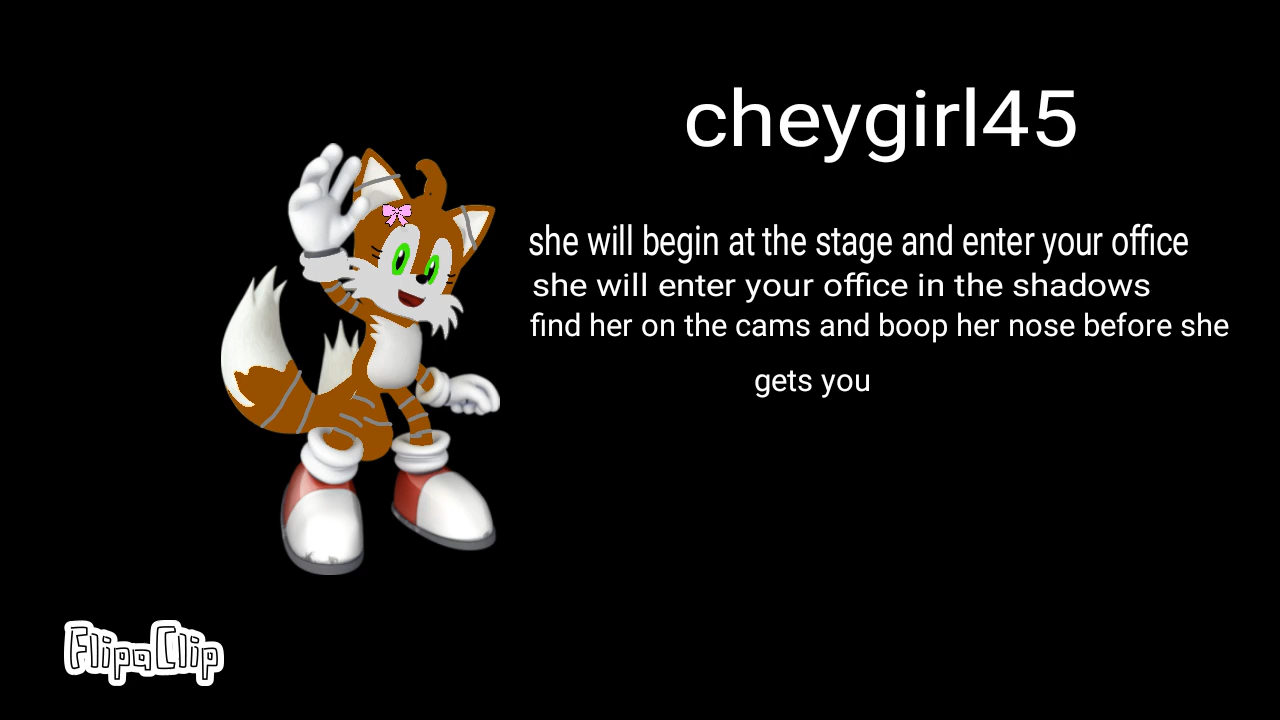 cheygirl45
she will begin at the stage and enter your office
she will enter your office in the shadows
find her on the cams and boop her nose before she
gets you
FlipaClip